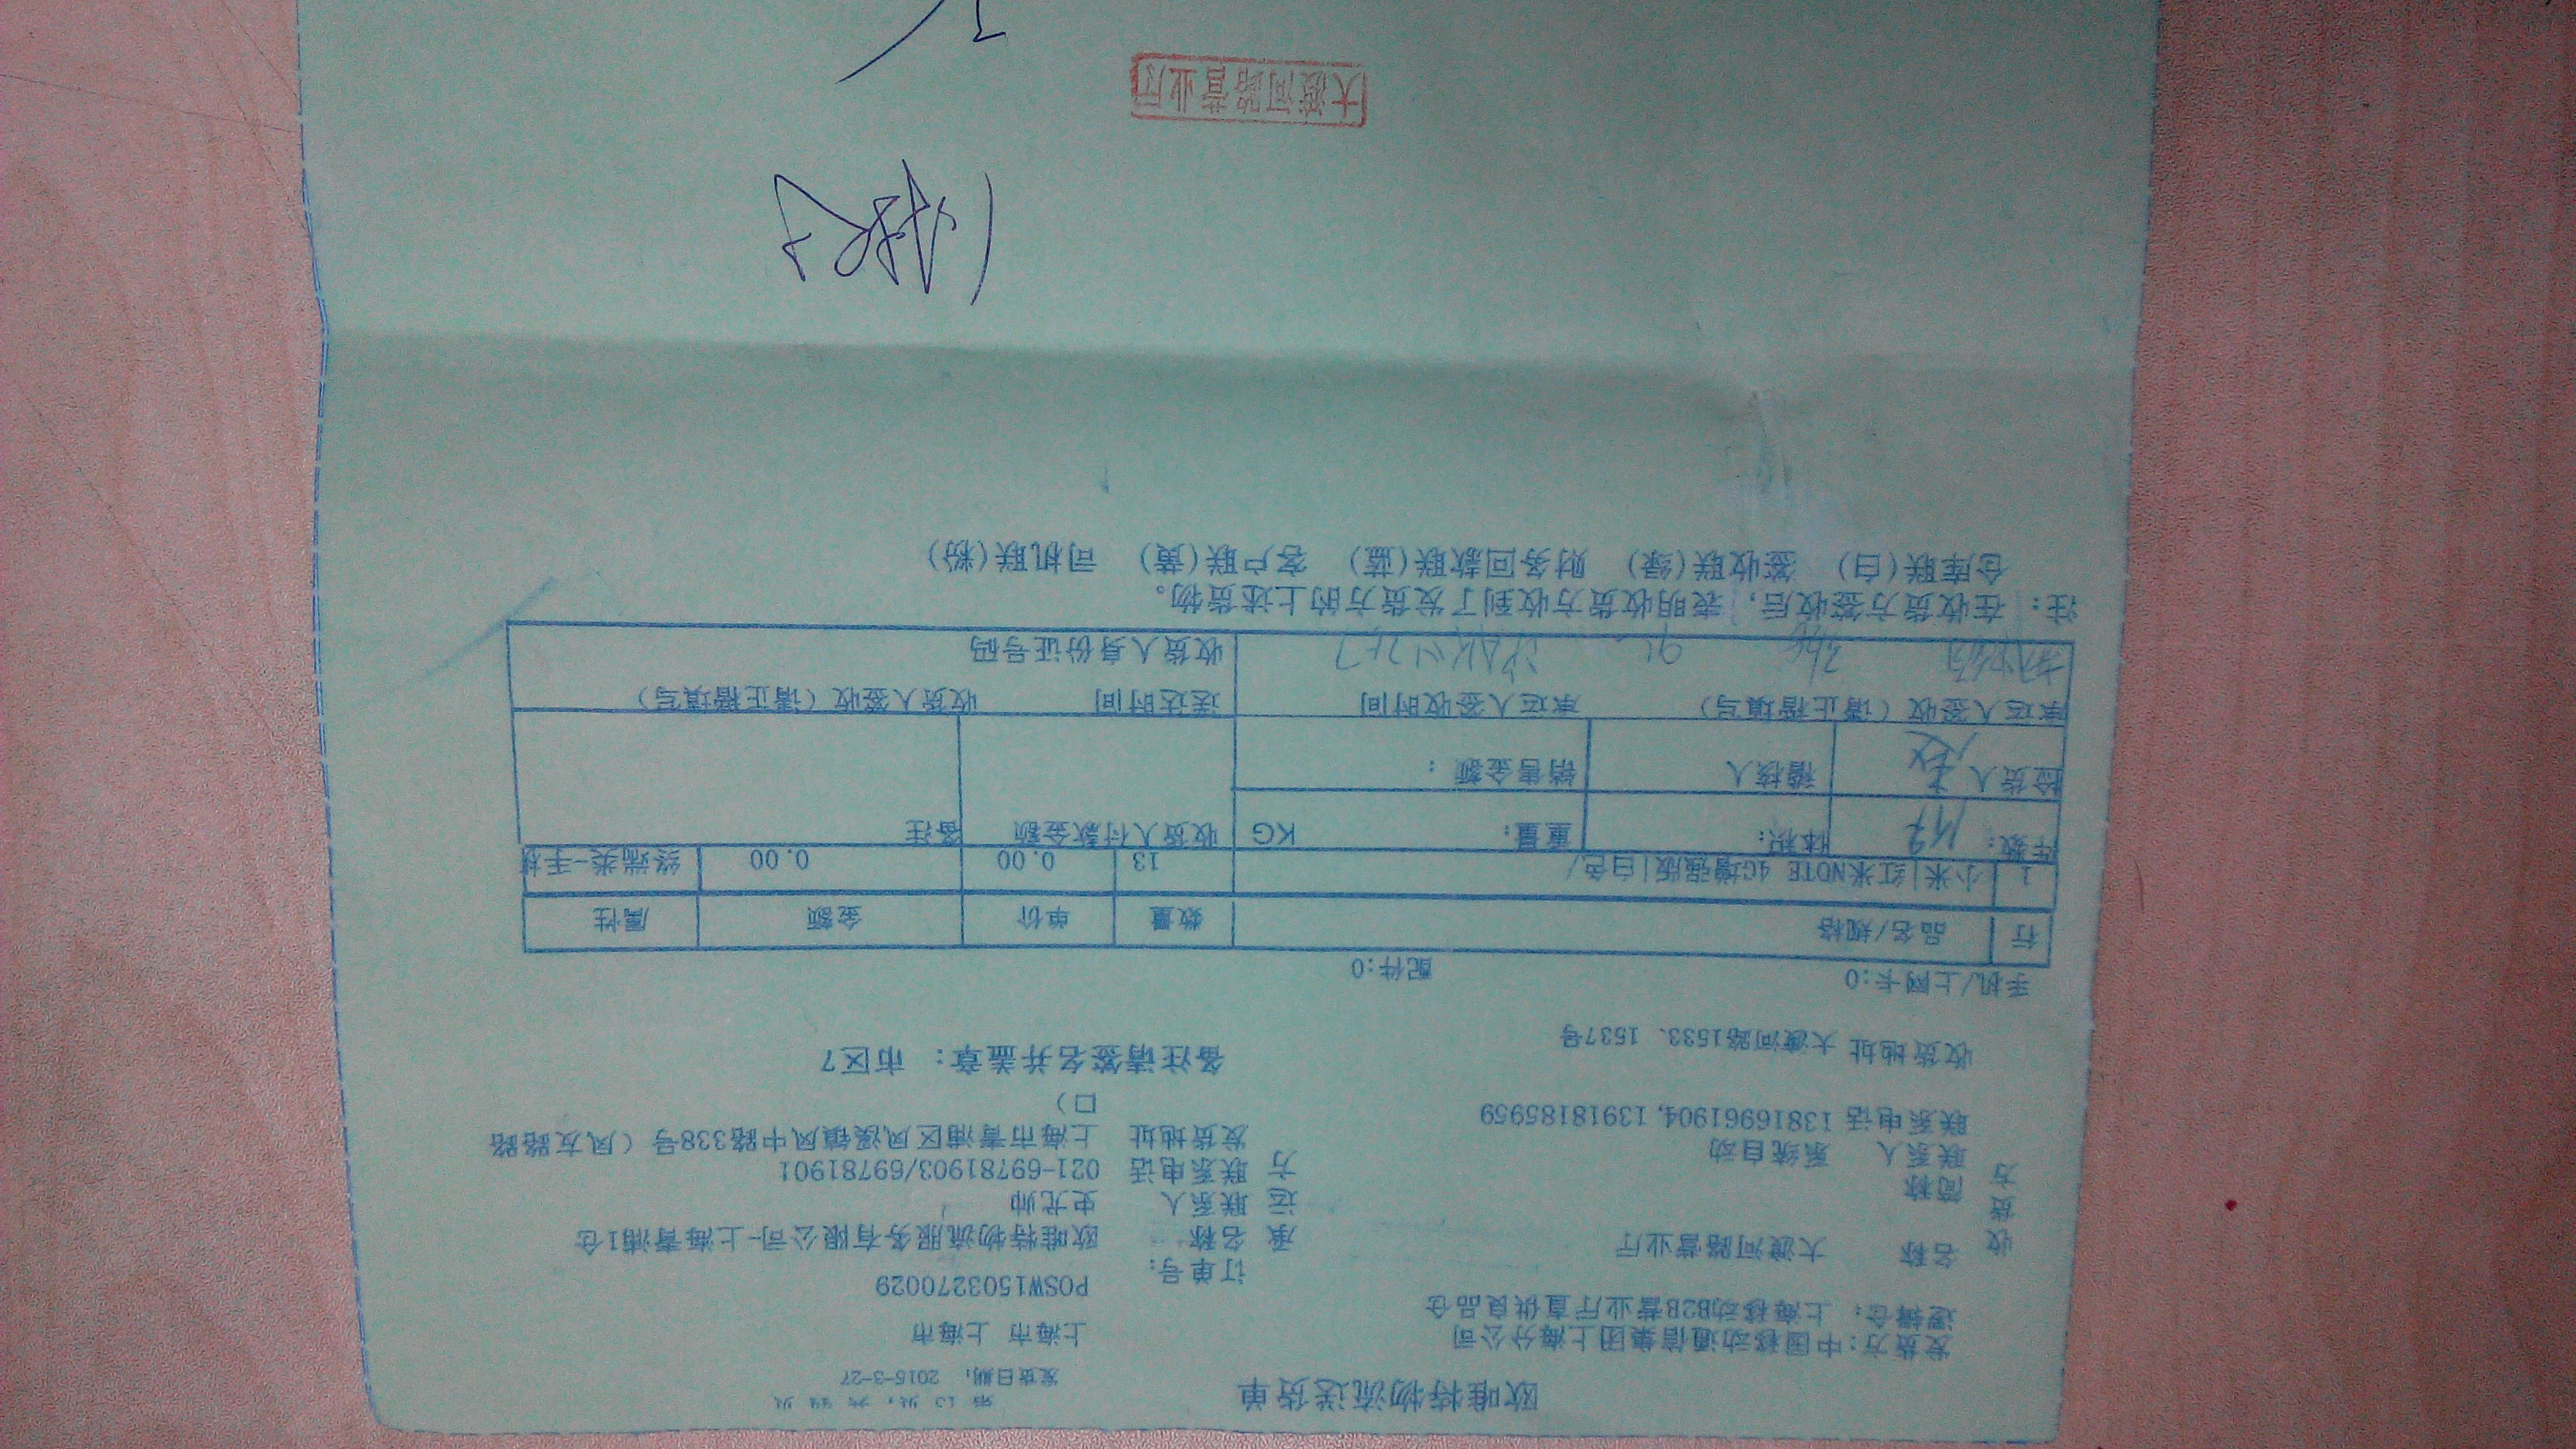 欧唯特物流送货单
发货日期： 2015-3-27
发货方:中国移动通信集团上海分公司 上海市 上海市
逻辑仓： 上海移动B2B营业厅直供良品仓
订单号： POSW1503270029
收货方 名称 大渡河路营业厅
简称
联系人 系统自动
联系电话 13816961904, 13918185959
收货地址 大渡河路1533、1537号
承运方 名称 欧唯特物流服务有限公司-上海青浦1仓
联系人 史尤帅
联系电话 021-69781903/69781901
发货地址 上海市青浦区凤溪镇凤中路338号（凤友路路口）
备注请签名并盖章： 市区7
手机/上网卡:0 配件:0
行 品名/规格 数量 单价 金额 属性
1 小米|红米NOTE 4G增强版|白色/ 13 0.00 0.00 终端类-手机
件数： 体积： 重量： KG 收货人付款金额 备注
检货人 稽核人 销售金额：
承运人签收（请正楷填写） 承运人签收时间 送达时间 收货人签收（请正楷填写）
收货人身份证号码
注： 在收货方签收后，表明收货方收到了发货方的上述货物。
仓库联(白) 签收联(绿) 财务回款联(蓝) 客户联(黄) 司机联(粉)
大渡河路营业厅